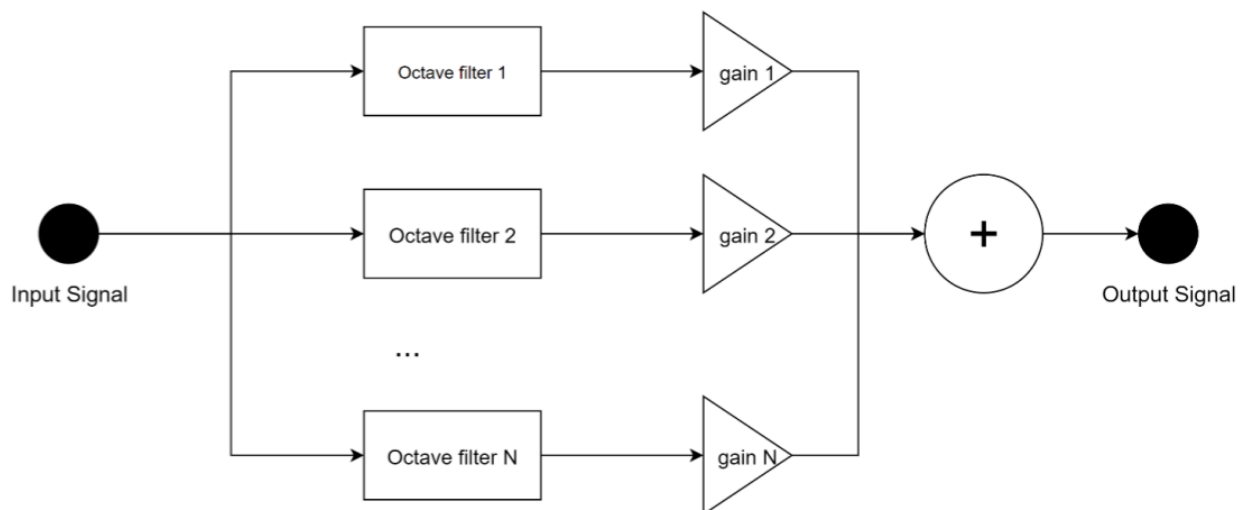 Octave filter 1
gain 1
Input Signal
Octave filter 2
gain 2
+
Output Signal
...
Octave filter N
gain N